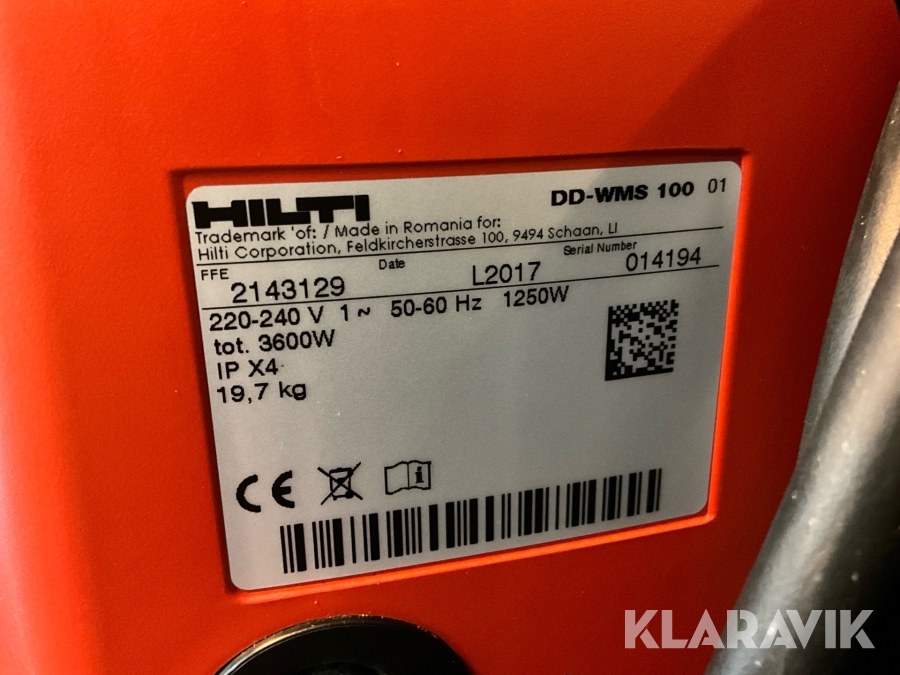 HILTI
DD-WMS 100 01
Trademark 'of: / Made in Romania for:
Hilti Corporation, Feldkircherstrasse 100, 9494 Schaan, LI
FFE Date Serial Number
2143129 L2017 014194
220-240 V 1~ 50-60 Hz 1250W
tot. 3600W
IP X4
19,7 kg
CE
KLARAVIK